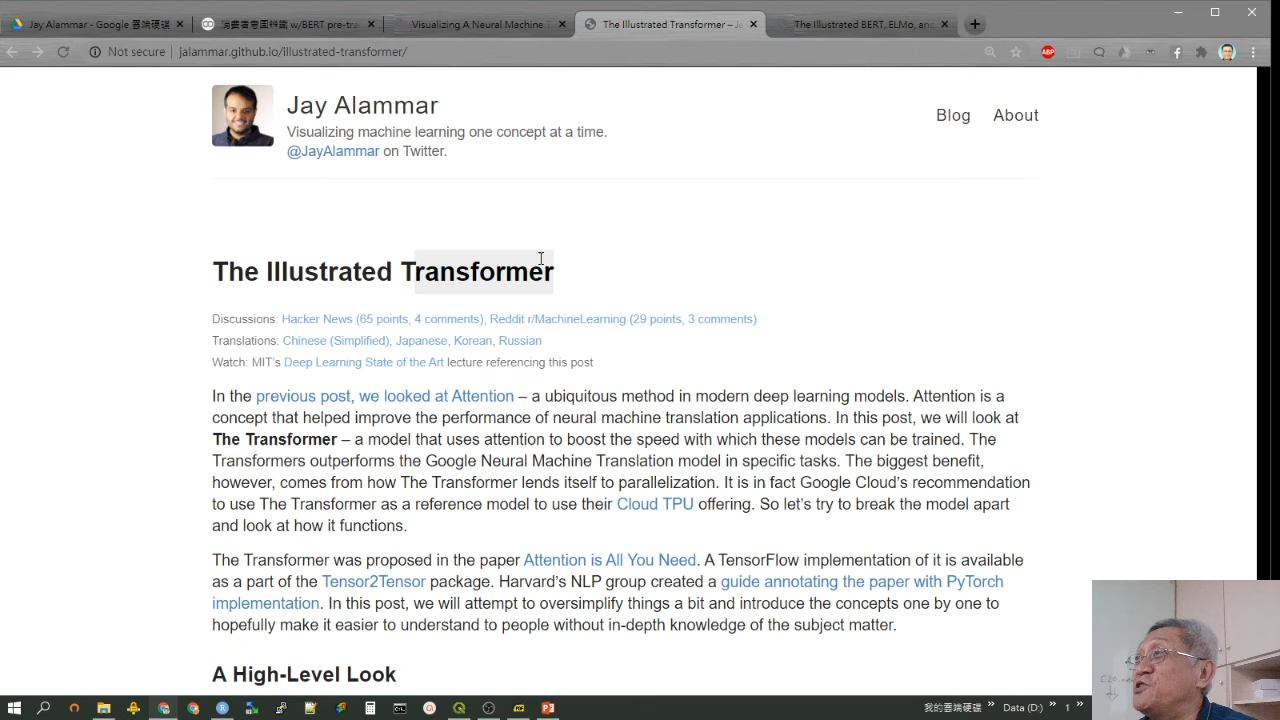 Jay Alammar - Google 雲端硬碟
消費者意圖辨識 w/BERT pre-tra
Visualizing A Neural Machine T
The Illustrated Transformer – J
The Illustrated BERT, ELMo, and
Not secure
jalammar.github.io/illustrated-transformer/
ABP
Jay Alammar
Visualizing machine learning one concept at a time.
@JayAlammar on Twitter.
Blog
About
The Illustrated Transformer
Discussions: Hacker News (65 points, 4 comments), Reddit r/MachineLearning (29 points, 3 comments)
Translations: Chinese (Simplified), Japanese, Korean, Russian
Watch: MIT’s Deep Learning State of the Art lecture referencing this post
In the previous post, we looked at Attention – a ubiquitous method in modern deep learning models. Attention is a
concept that helped improve the performance of neural machine translation applications. In this post, we will look at
The Transformer – a model that uses attention to boost the speed with which these models can be trained. The
Transformers outperforms the Google Neural Machine Translation model in specific tasks. The biggest benefit,
however, comes from how The Transformer lends itself to parallelization. It is in fact Google Cloud’s recommendation
to use The Transformer as a reference model to use their Cloud TPU offering. So let’s try to break the model apart
and look at how it functions.
The Transformer was proposed in the paper Attention is All You Need. A TensorFlow implementation of it is available
as a part of the Tensor2Tensor package. Harvard’s NLP group created a guide annotating the paper with PyTorch
implementation. In this post, we will attempt to oversimplify things a bit and introduce the concepts one by one to
hopefully make it easier to understand to people without in-depth knowledge of the subject matter.
A High-Level Look
我的雲端硬碟
Data (D:)
1